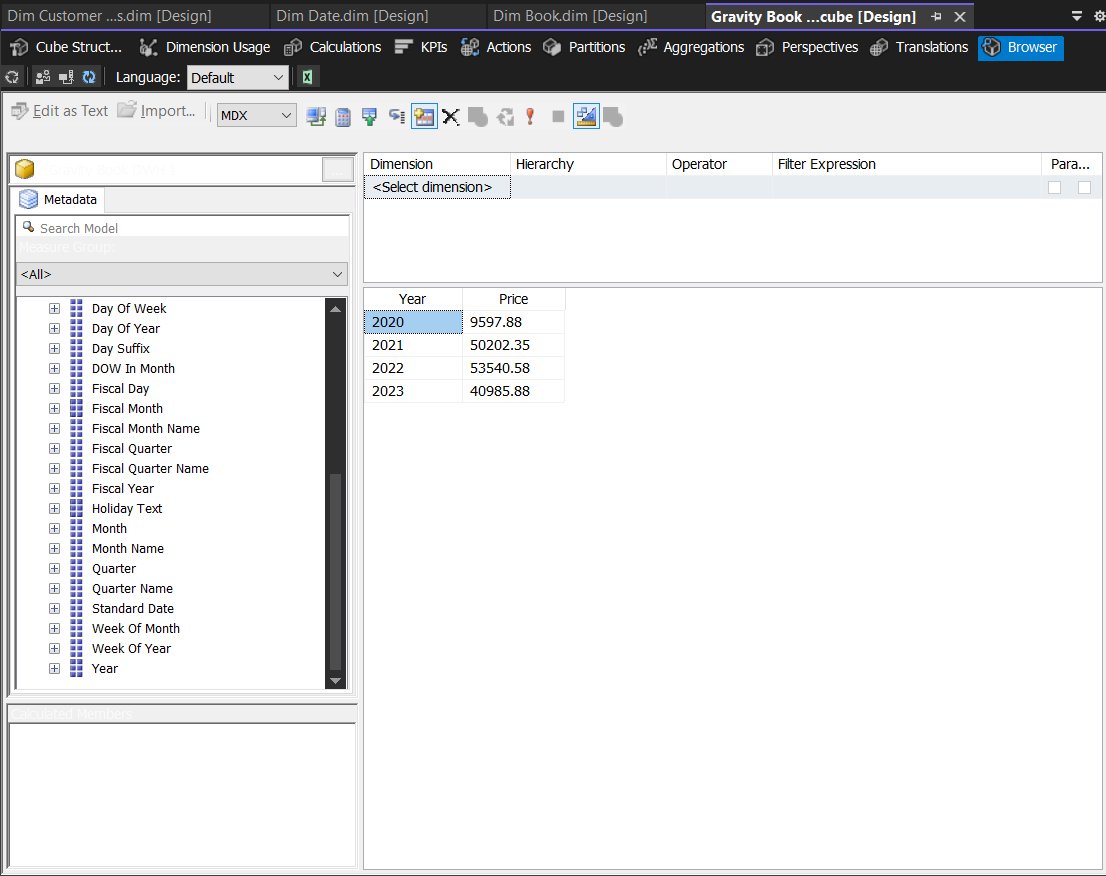 Dim Customer ...s.dim [Design] Dim Date.dim [Design] Dim Book.dim [Design] Gravity Book ...cube [Design]
Cube Struct... Dimension Usage Calculations KPIs Actions Partitions Aggregations Perspectives Translations Browser
Language: Default
Edit as Text Import... MDX
Metadata
Search Model
Measure Group:
<All>
Day Of Week
Day Of Year
Day Suffix
DOW In Month
Fiscal Day
Fiscal Month
Fiscal Month Name
Fiscal Quarter
Fiscal Quarter Name
Fiscal Year
Holiday Text
Month
Month Name
Quarter
Quarter Name
Standard Date
Week Of Month
Week Of Year
Year
Calculated Members
Dimension Hierarchy Operator Filter Expression Para...
<Select dimension>
Year Price
2020 9597.88
2021 50202.35
2022 53540.58
2023 40985.88